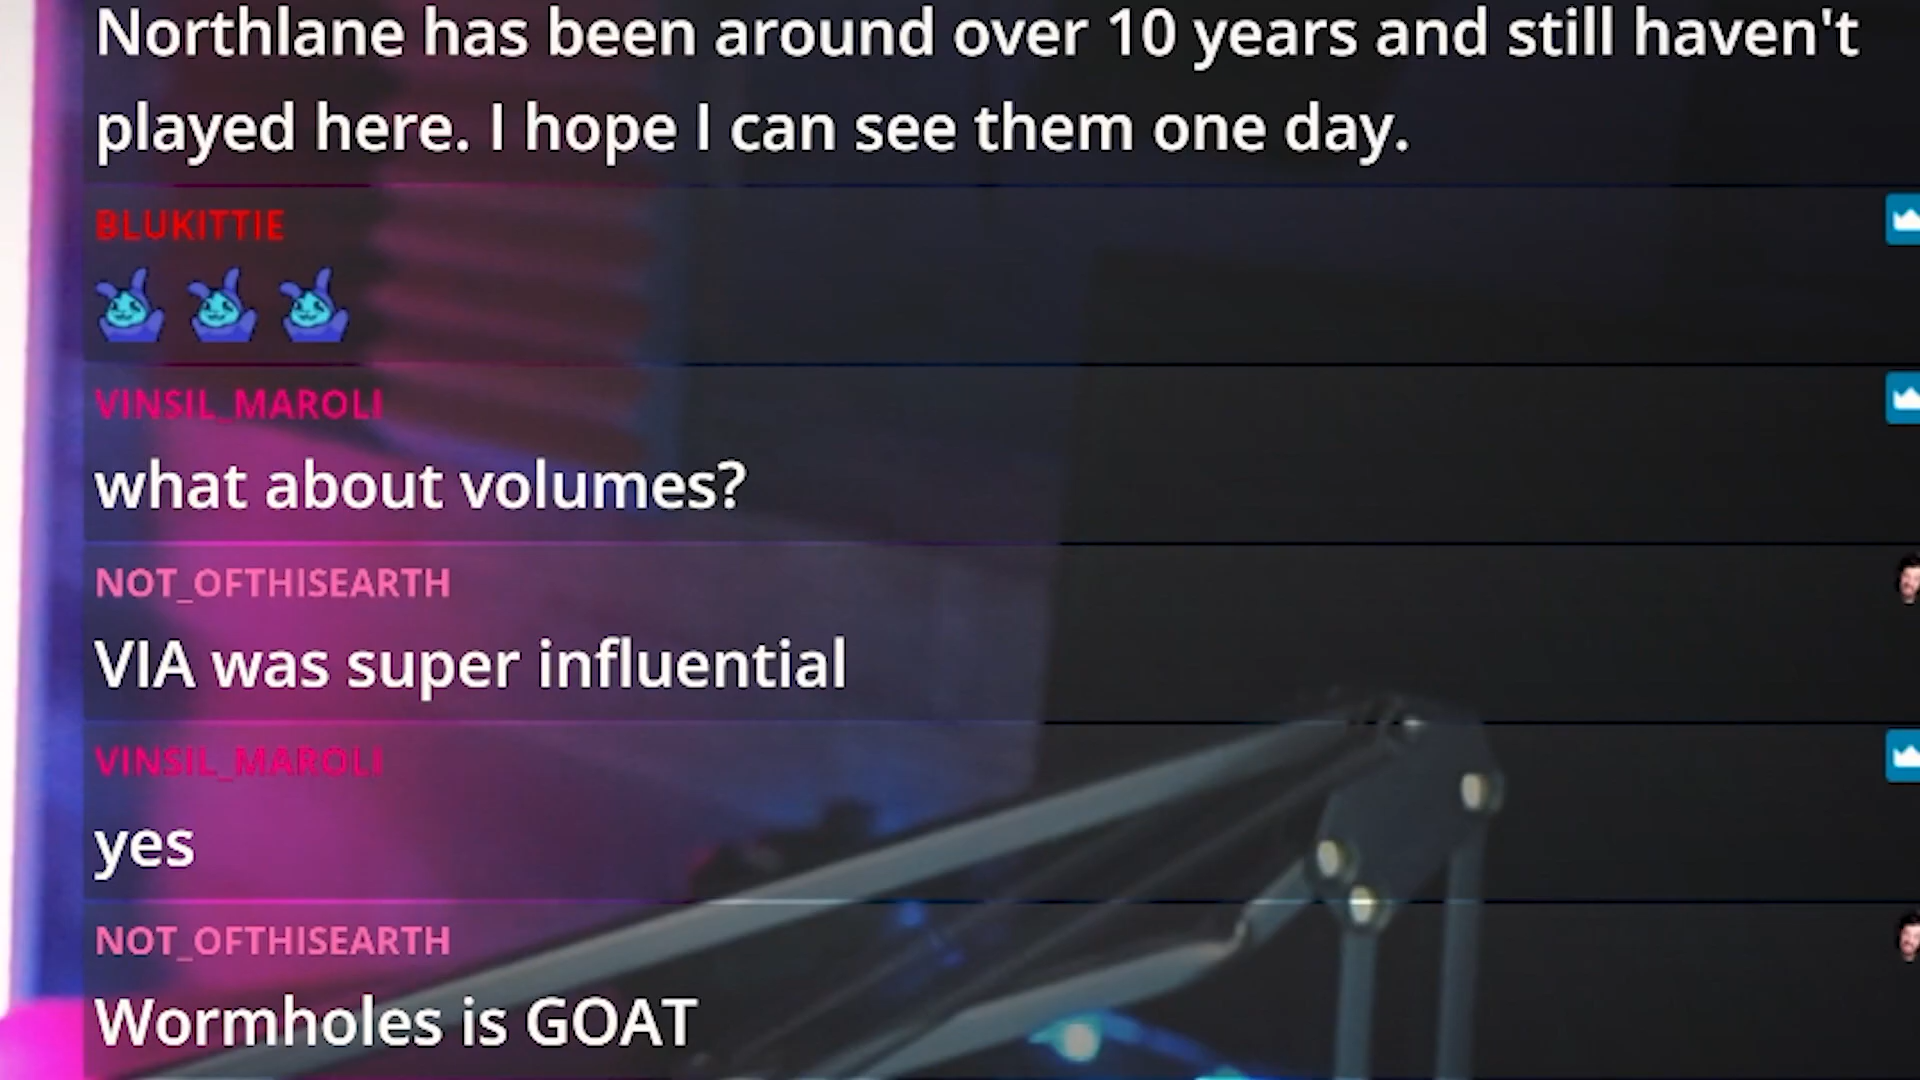 Northlane has been around over 10 years and still haven't
played here. I hope I can see them one day.
BLUKITTIE
VINSIL_MAROLI
what about volumes?
NOT_OFTHISEARTH
VIA was super influential
VINSIL_MAROLI
yes
NOT_OFTHISEARTH
Wormholes is GOAT